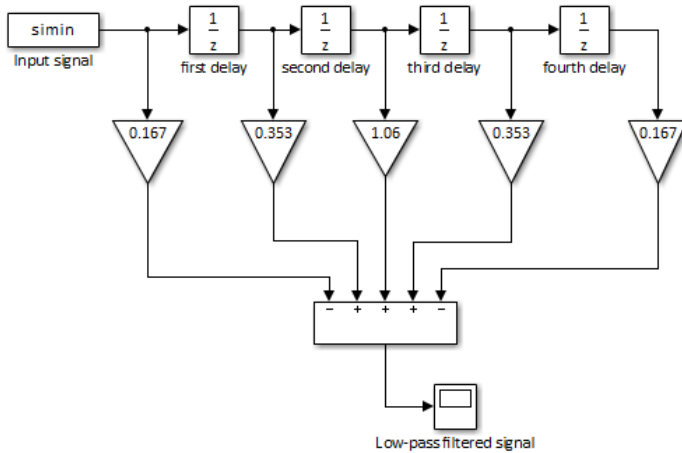 simin
1
z
1
z
1
z
1
z
Input signal
first delay
second delay
third delay
fourth delay
0.167
0.353
1.06
0.353
0.167
− + + + −
Low-pass filtered signal